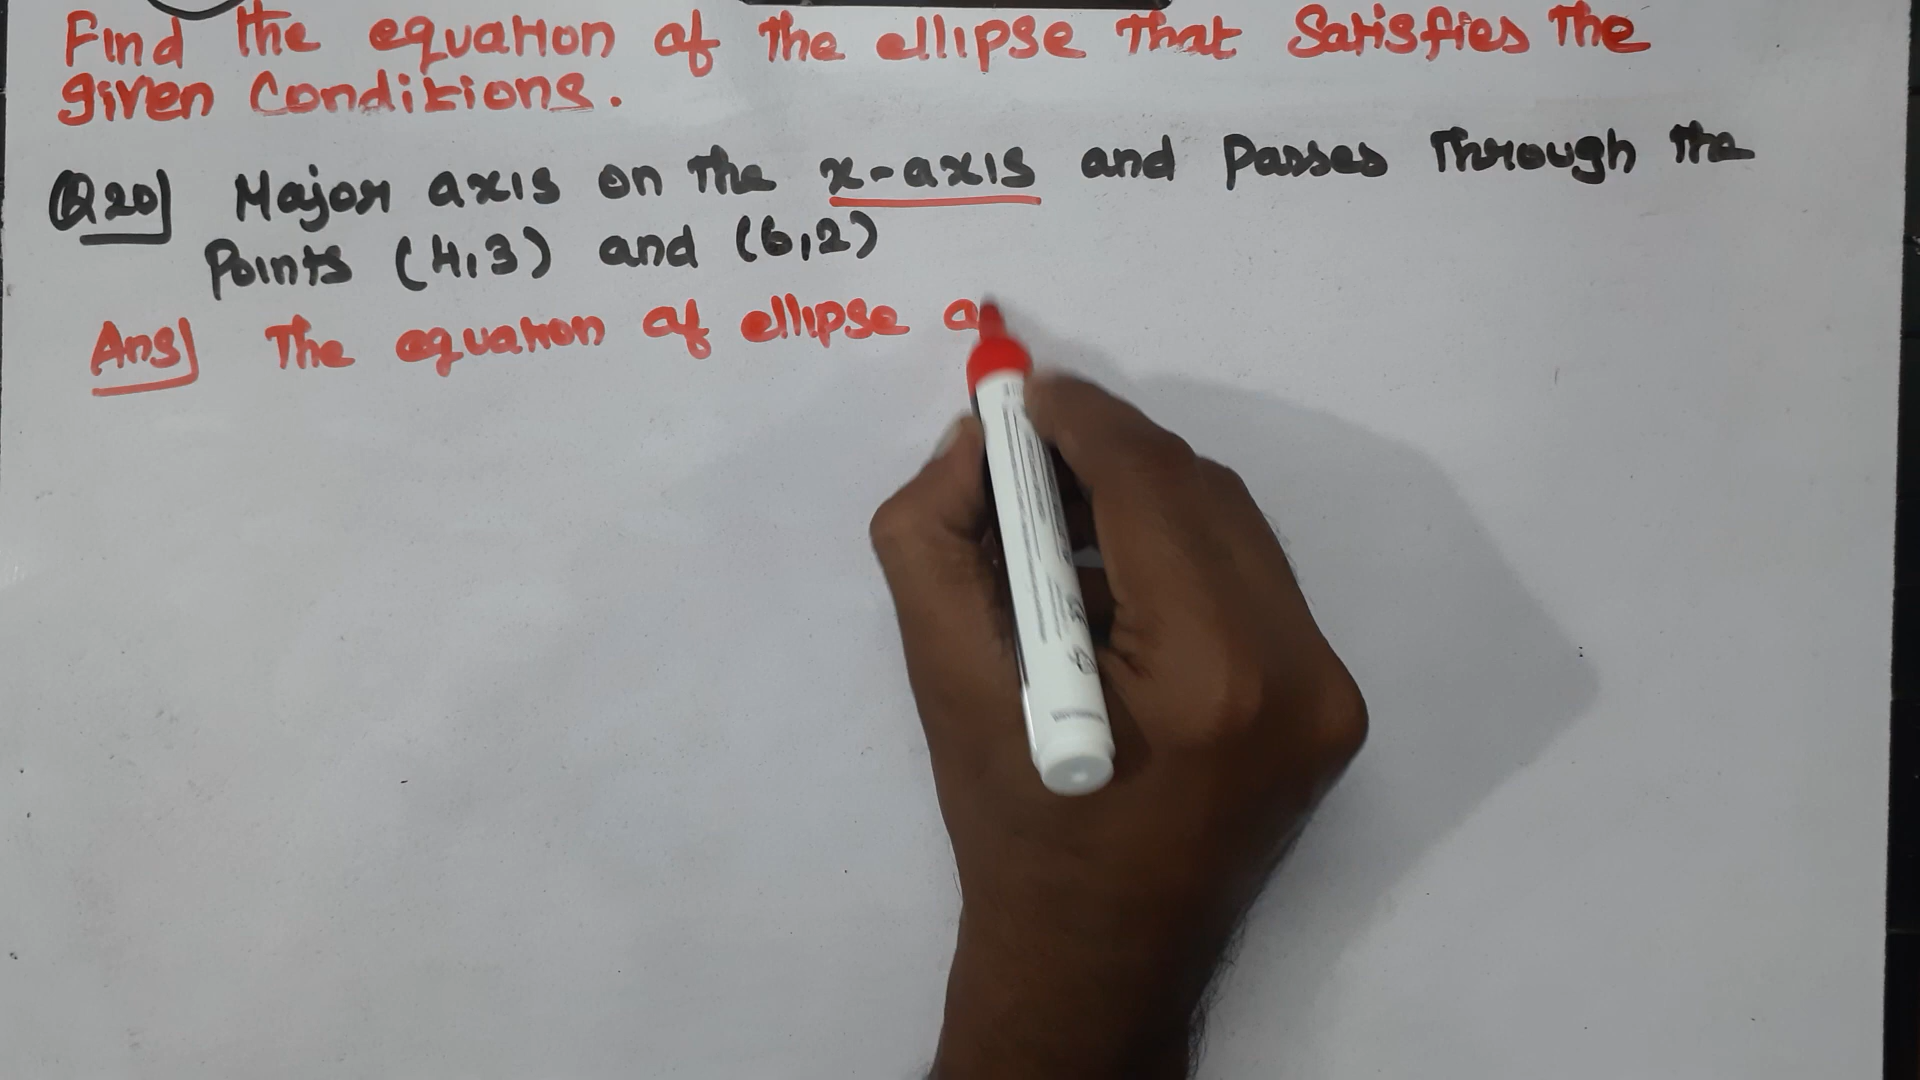 Find the equation of the ellipse that Satisfies the
given Conditions.
Q20] Major axis on the x-axis and Passes through the
Points (4,3) and (6,2)
Ans] The equation of ellipse